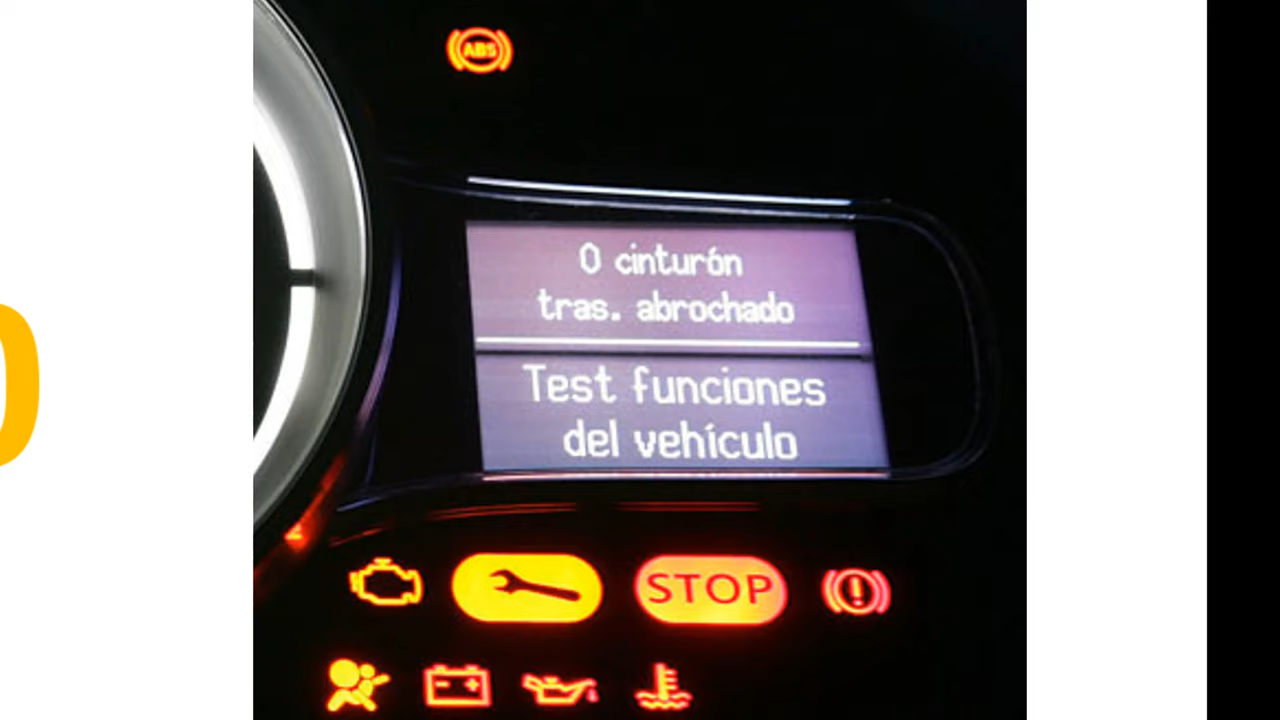 ABS
0 cinturón
tras. abrochado
Test funciones
del vehículo
STOP